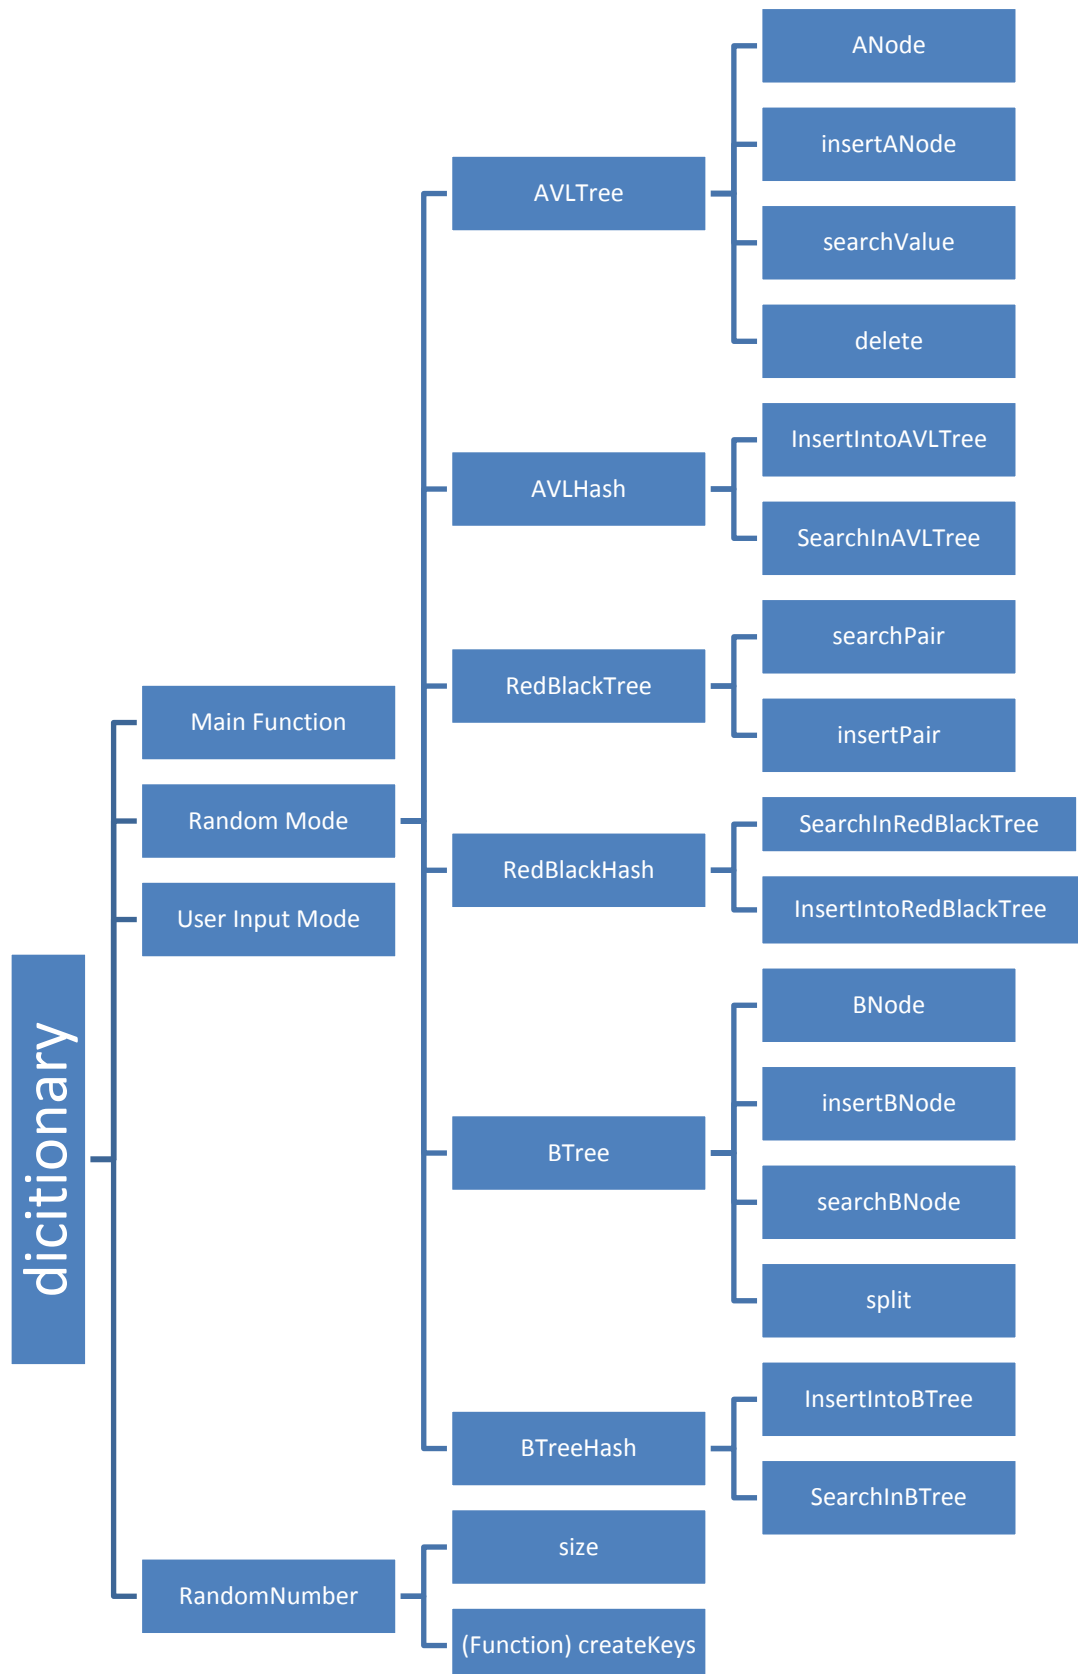 dicitionary
Main Function
Random Mode
AVLTree
ANode
insertANode
searchValue
delete
AVLHash
InsertIntoAVLTree
SearchInAVLTree
RedBlackTree
searchPair
insertPair
RedBlackHash
SearchInRedBlackTree
InsertIntoRedBlackTree
BTree
BNode
insertBNode
searchBNode
split
BTreeHash
InsertIntoBTree
SearchInBTree
User Input Mode
RandomNumber
size
(Function) createKeys